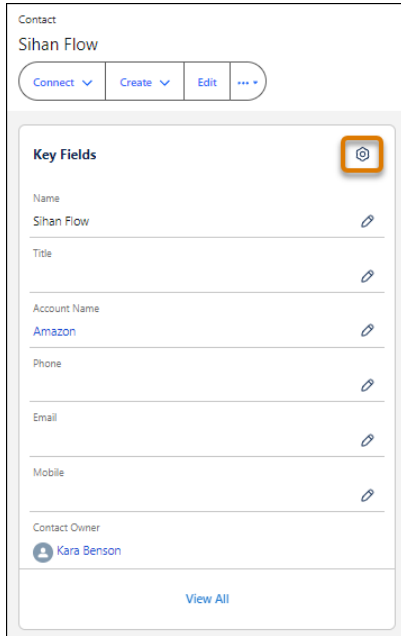 Contact
Sihan Flow
Connect Create Edit
Key Fields
Name
Sihan Flow
Title
Account Name
Amazon
Phone
Email
Mobile
Contact Owner
Kara Benson
View All